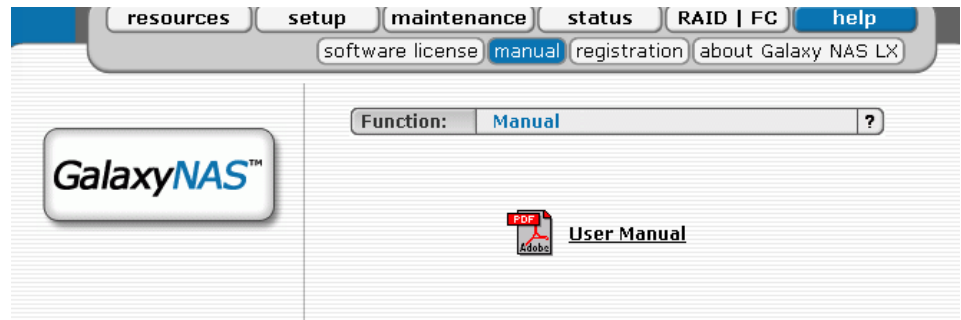 resources setup maintenance status RAID | FC help
software license manual registration about Galaxy NAS LX
Function: Manual ?
GalaxyNAS™
PDF
Adobe
User Manual